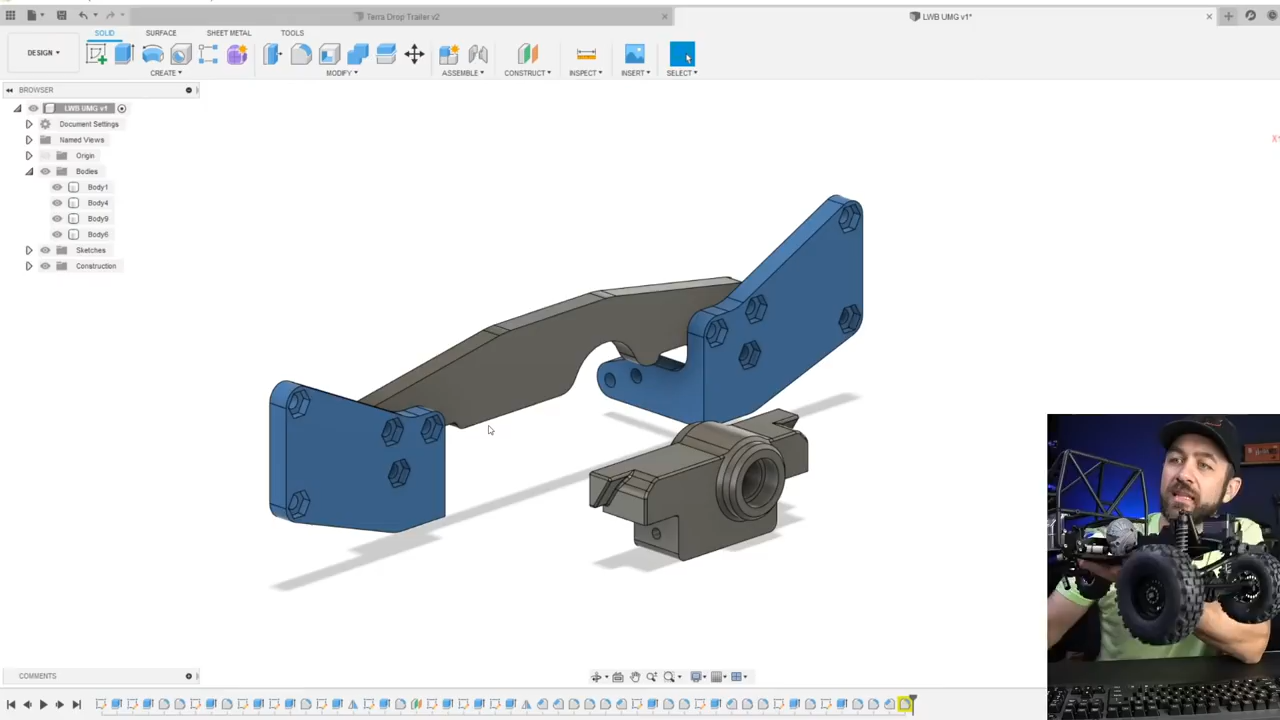 Terra Drop Trailer v2
LWB UMG v1*
DESIGN
SOLID
SURFACE
SHEET METAL
TOOLS
CREATE
MODIFY
ASSEMBLE
CONSTRUCT
INSPECT
INSERT
SELECT
BROWSER
LWB UMG v1
Document Settings
Named Views
Origin
Bodies
Body1
Body4
Body9
Body6
Sketches
Construction
COMMENTS